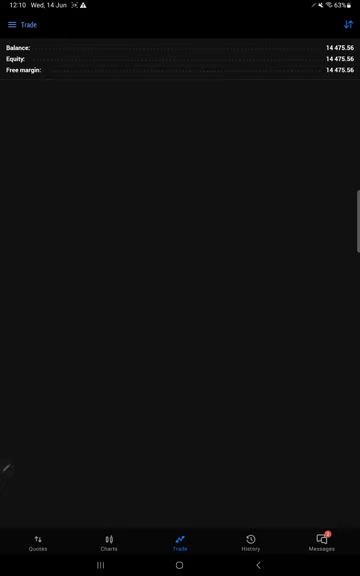 12:10 Wed, 14 Jun 63%
Trade
Balance: 14 475.56
Equity: 14 475.56
Free margin: 14 475.56
Quotes Charts Trade History Messages